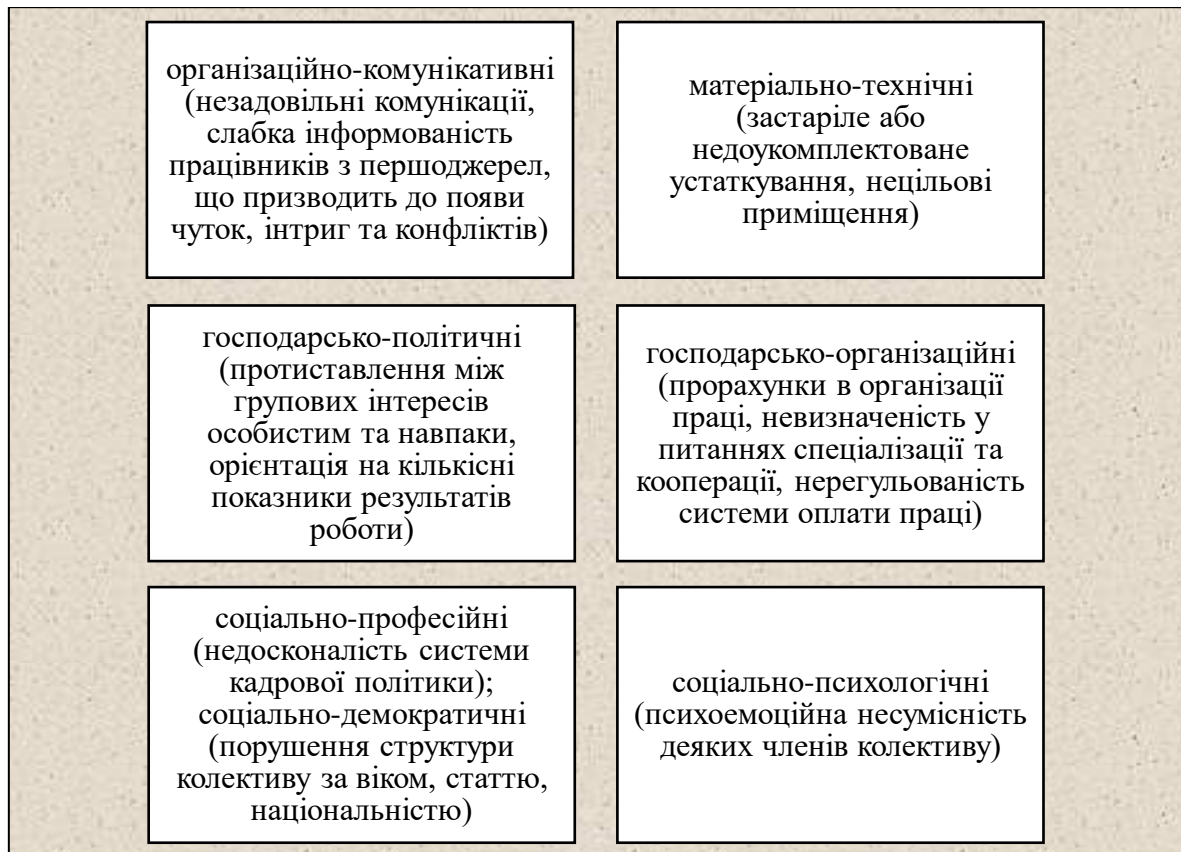 організаційно-комунікативні
(незадовільні комунікації,
слабка інформованість
працівників з першоджерел,
що призводить до появи
чуток, інтриг та конфліктів)
матеріально-технічні
(застаріле або
недоукомплектоване
устаткування, нецільові
приміщення)
господарсько-політичні
(протиставлення між
групових інтересів
особистим та навпаки,
орієнтація на кількісні
показники результатів
роботи)
господарсько-організаційні
(прорахунки в організації
праці, невизначеність у
питаннях спеціалізації та
кооперації, нерегульованість
системи оплати праці)
соціально-професійні
(недосконалість системи
кадрової політики);
соціально-демократичні
(порушення структури
колективу за віком, статтю,
національністю)
соціально-психологічні
(психоемоційна несумісність
деяких членів колективу)